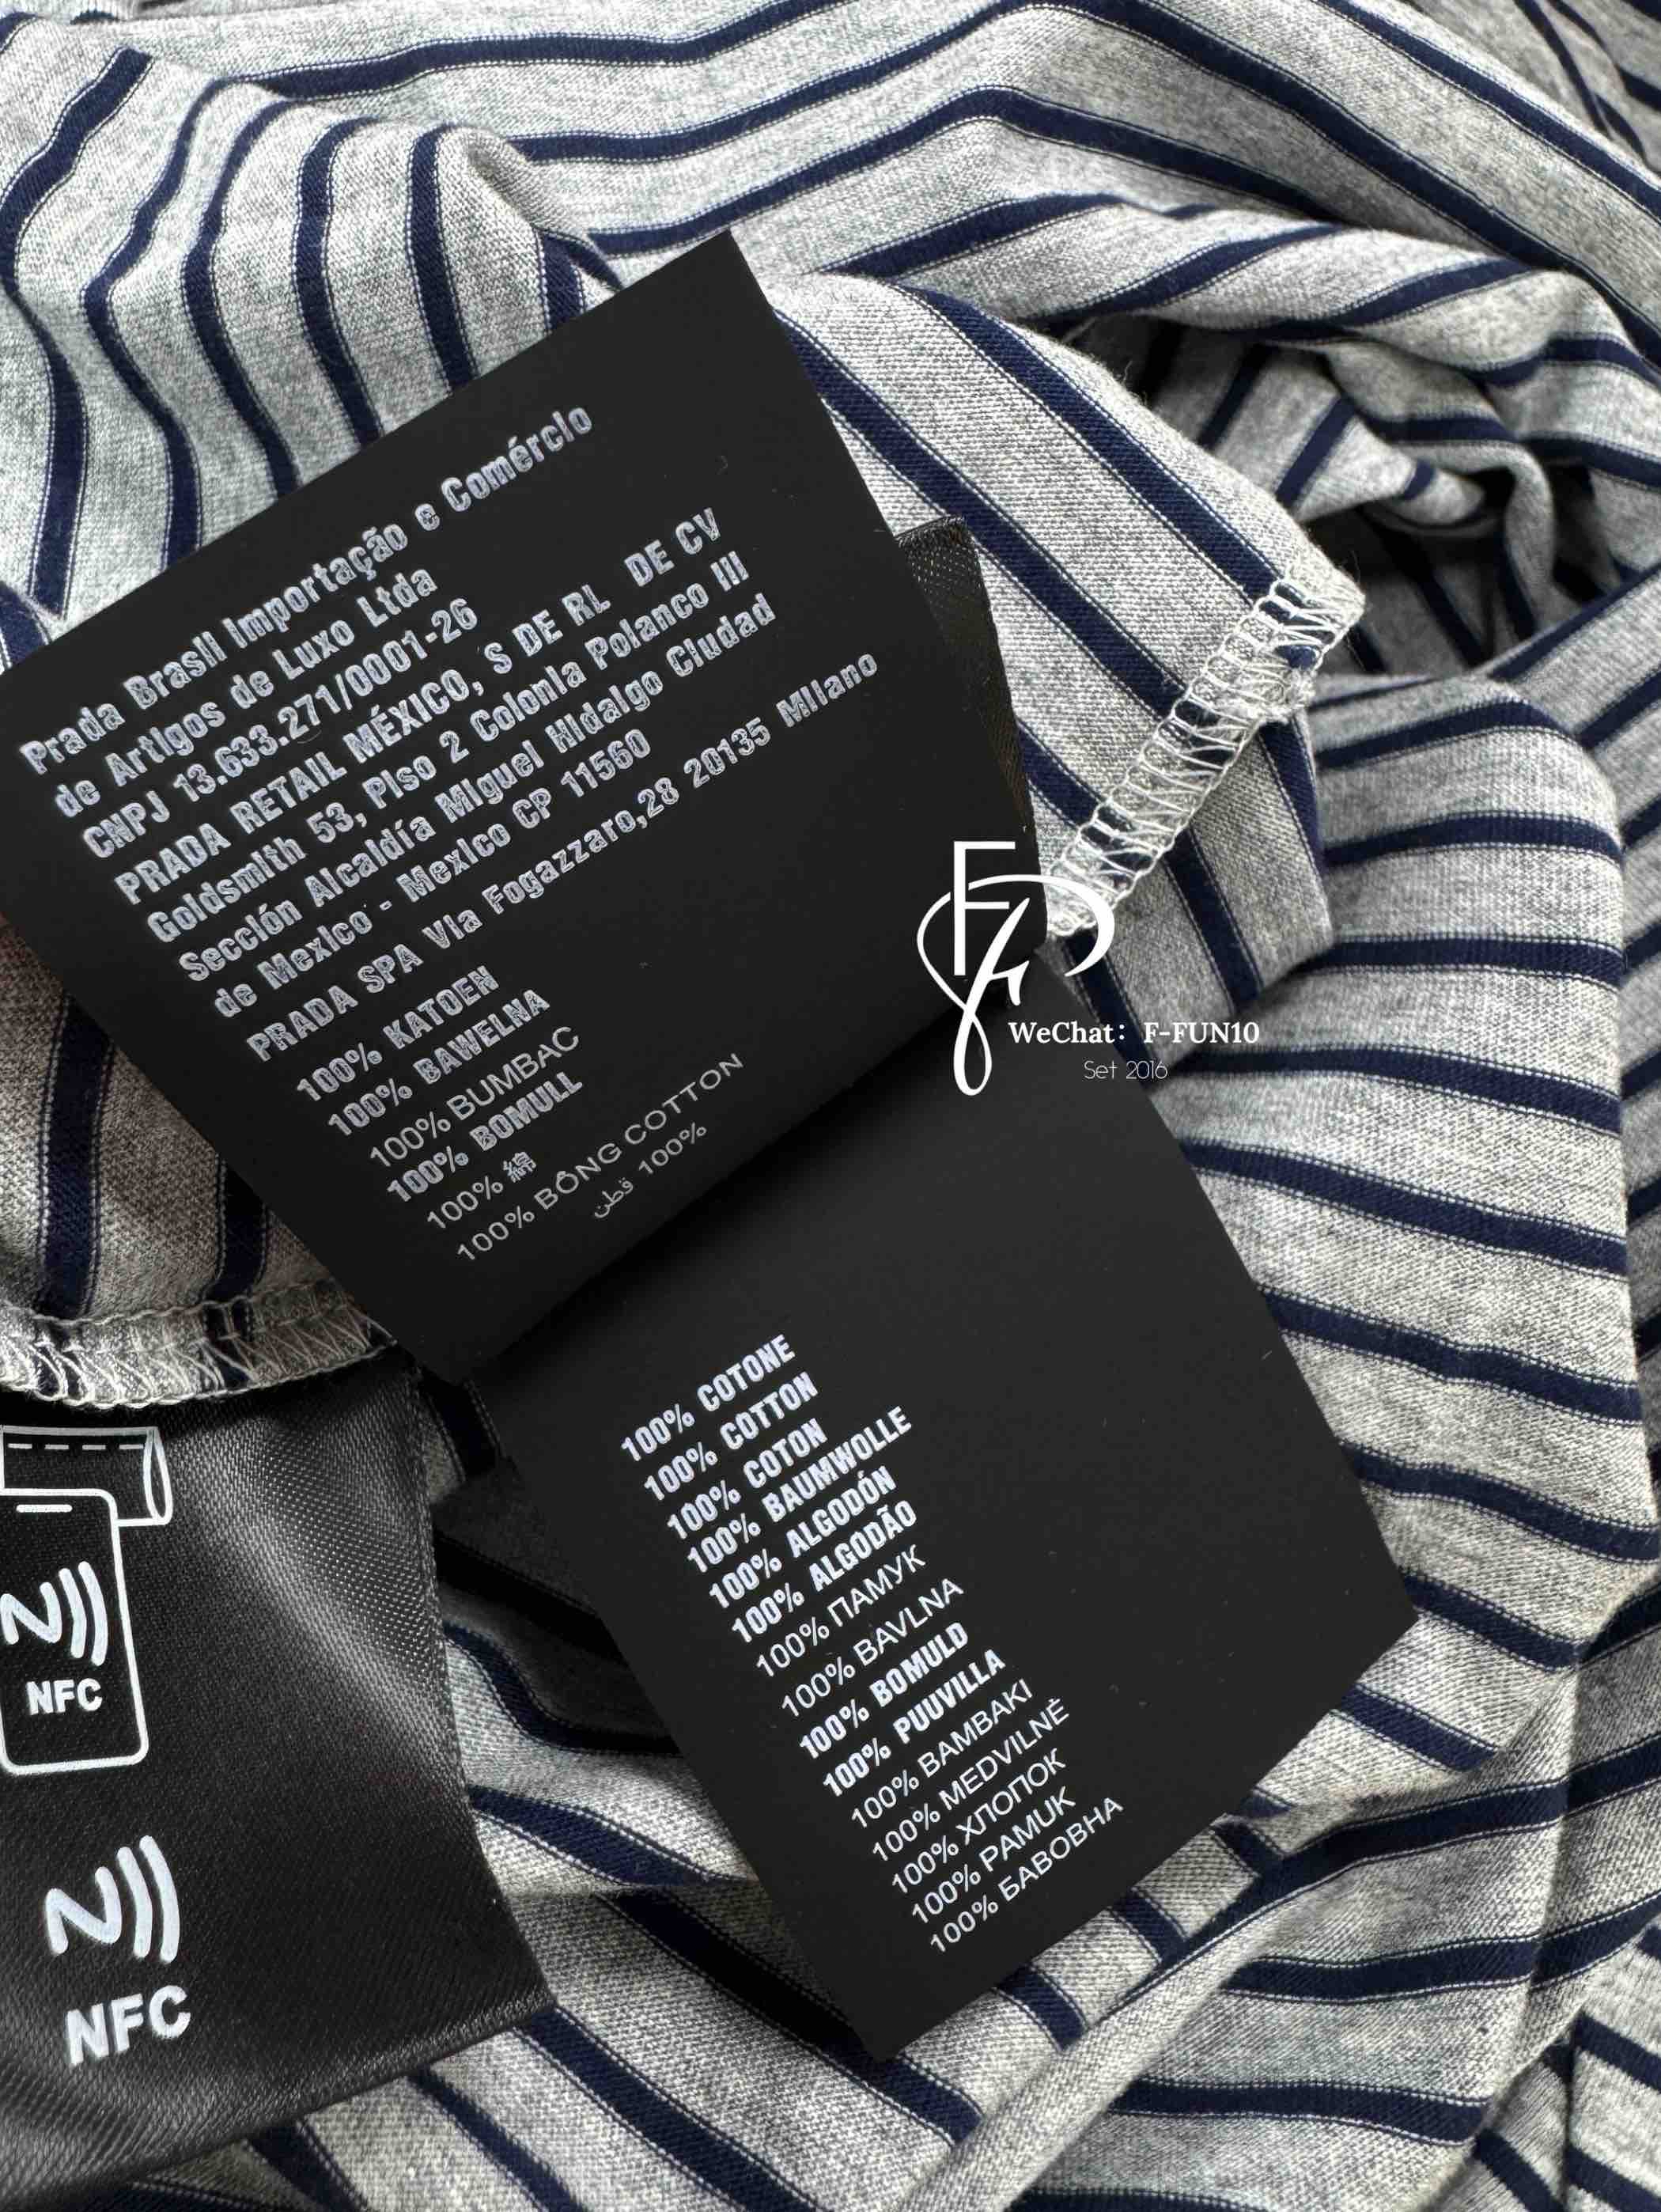 Prada Brasil Importação e Comércio
de Artigos de Luxo Ltda
CNPJ 13.633.271/0001-26
PRADA RETAIL MÉXICO, S DE RL DE CV
Goldsmith 53, Piso 2 Colonia Polanco III
Sección Alcaldía Miguel Hidalgo Ciudad
de Mexico - Mexico CP 11560
PRADA SPA Via Fogazzaro,28 20135 Milano
100% KATOEN
100% BAWELNA
100% BUMBAC
100% BOMULL
100% 綿
100% BÔNG COTTON
قطن 100%
WeChat: F-FUN10
Set 2016
100% COTONE
100% COTTON
100% COTON
100% BAUMWOLLE
100% ALGODÓN
100% ALGODÃO
100% ПАМУК
100% BAVLNA
100% BOMULD
100% PUUVILLA
100% BAMBAKI
100% MEDVILNĖ
100% ХЛОПОК
100% PAMUK
100% БАВОВНА
NFC
NFC